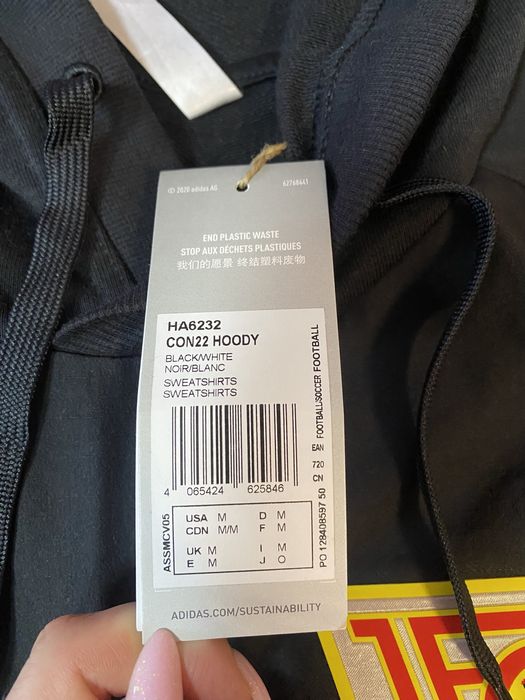 © 2020 adidas AG 62768441
END PLASTIC WASTE
STOP AUX DÉCHETS PLASTIQUES
我们的愿景 终结塑料废物
HA6232
CON22 HOODY
BLACK/WHITE
NOIR/BLANC
SWEATSHIRTS
SWEATSHIRTS
4 065424 625846
FOOTBALL/SOCCER FOOTBALL
EAN
720
CN
PO 128408597 50
ASSMCV05
USA M D M
CDN M/M F M
UK M I M
E M J O
ADIDAS.COM/SUSTAINABILITY